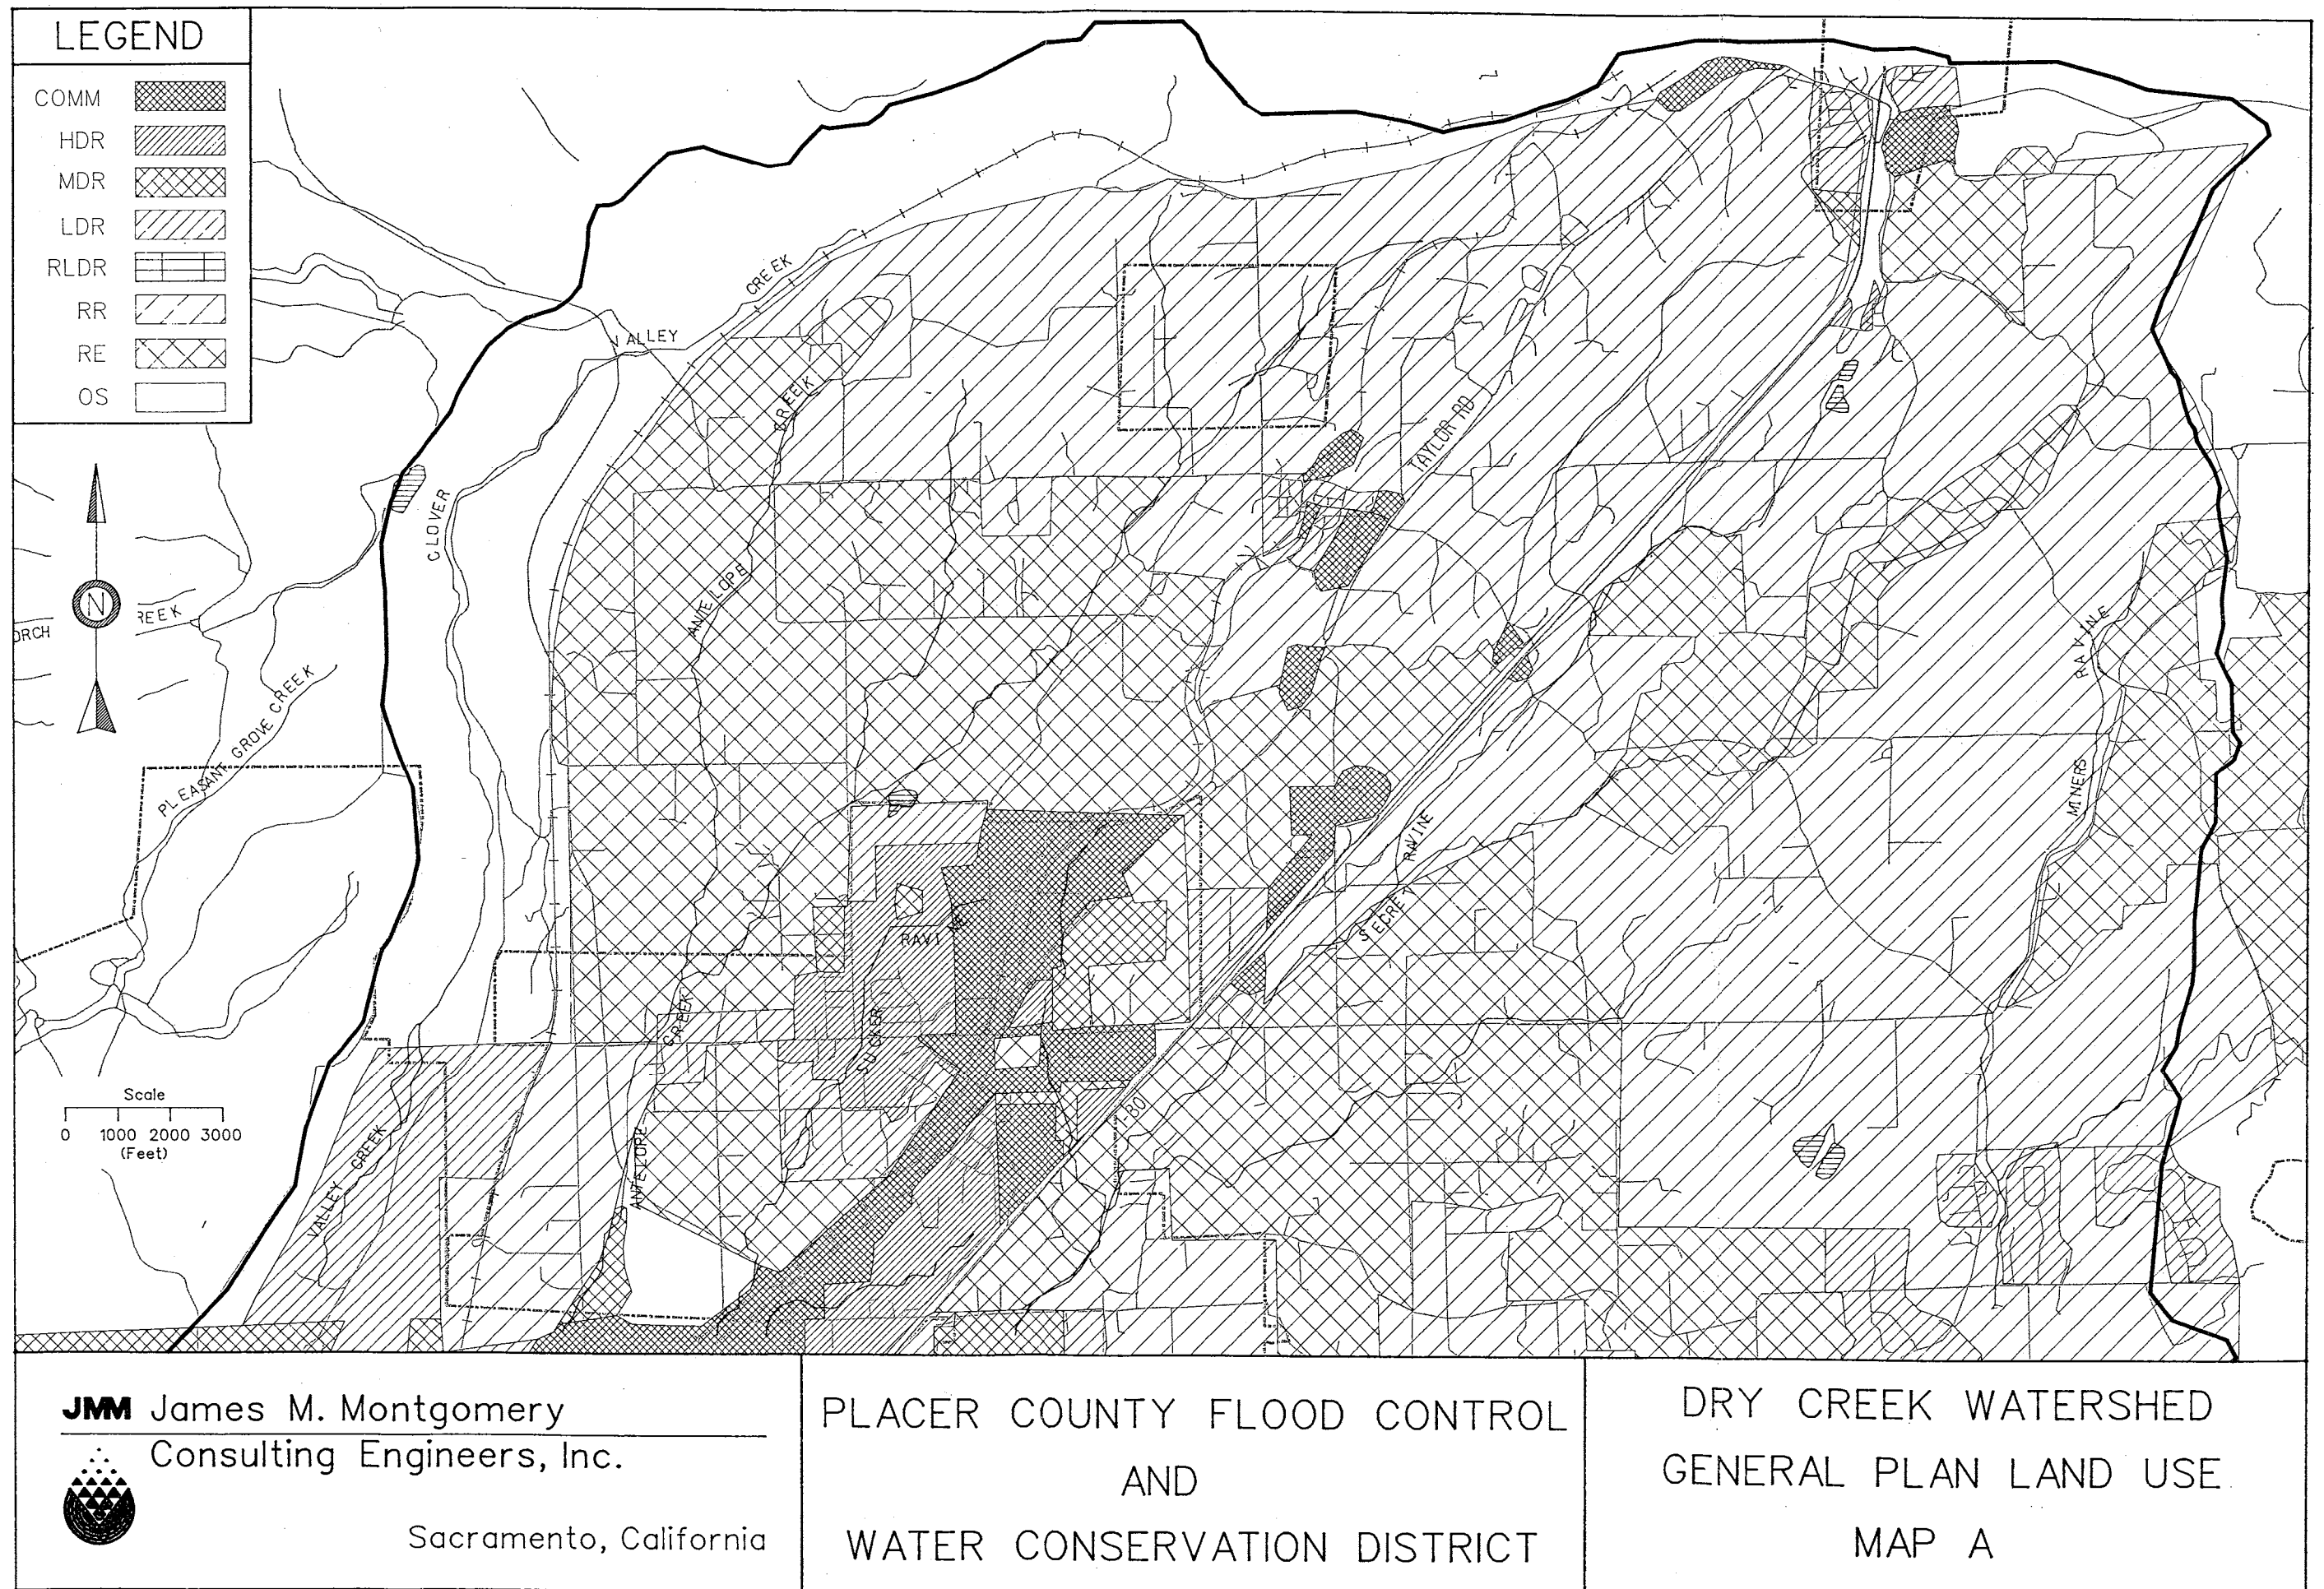 LEGEND
COMM
HDR
MDR
LDR
RLDR
RR
RE
OS
CREEK
VALLEY
CREEK
TAYLOR RD
CLOVER
N
ANTELOPE
ORCH
REEK
PLEASANT GROVE CREEK
RAVINE
MINERS
RAVINE
SECRET
RAVINE
SUCKER
CREEK
ANTELOPE
I-80
VALLEY CREEK
Scale
0 1000 2000 3000
(Feet)
JMM James M. Montgomery
Consulting Engineers, Inc.
Sacramento, California
PLACER COUNTY FLOOD CONTROL
AND
WATER CONSERVATION DISTRICT
DRY CREEK WATERSHED
GENERAL PLAN LAND USE
MAP A